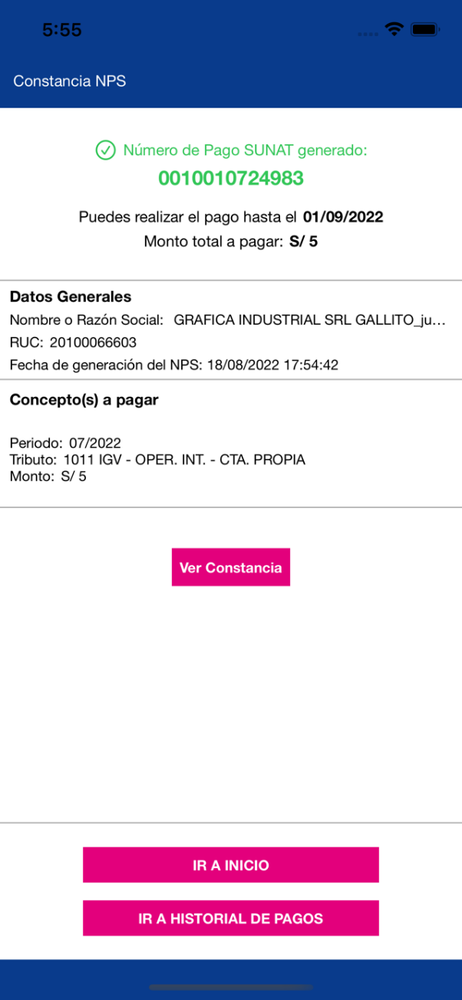 5:55
Constancia NPS
Número de Pago SUNAT generado:
0010010724983
Puedes realizar el pago hasta el 01/09/2022
Monto total a pagar: S/ 5
Datos Generales
Nombre o Razón Social: GRAFICA INDUSTRIAL SRL GALLITO_ju...
RUC: 20100066603
Fecha de generación del NPS: 18/08/2022 17:54:42
Concepto(s) a pagar
Periodo: 07/2022
Tributo: 1011 IGV - OPER. INT. - CTA. PROPIA
Monto: S/ 5
Ver Constancia
IR A INICIO
IR A HISTORIAL DE PAGOS